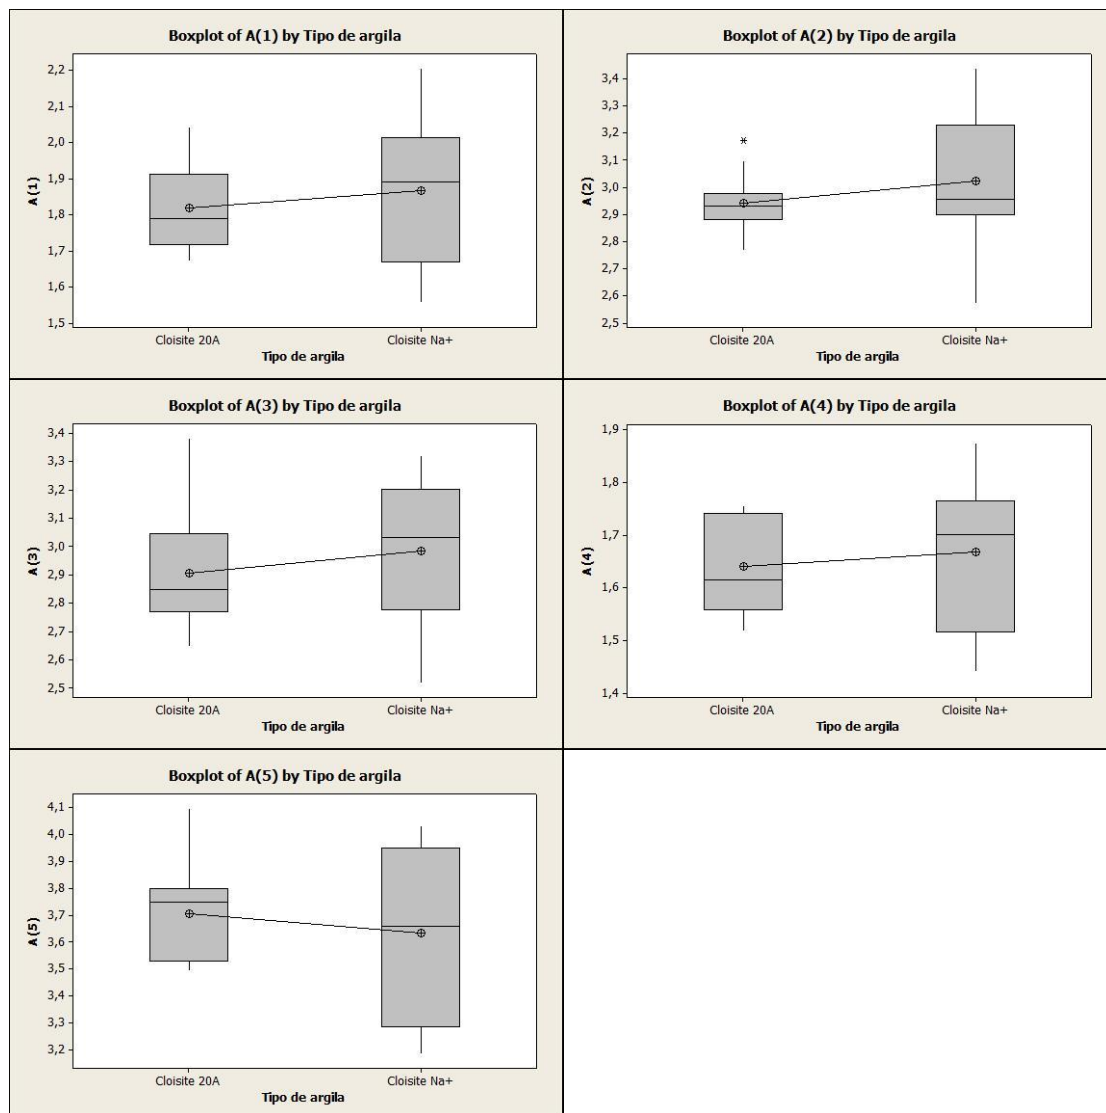 Boxplot of A(1) by Tipo de argila
2,2
2,1
2,0
1,9
1,8
1,7
1,6
1,5
A(1)
Cloisite 20A Cloisite Na+
Tipo de argila
Boxplot of A(2) by Tipo de argila
3,4
3,3
3,2
3,1
3,0
2,9
2,8
2,7
2,6
2,5
A(2)
Cloisite 20A Cloisite Na+
Tipo de argila
Boxplot of A(3) by Tipo de argila
3,4
3,3
3,2
3,1
3,0
2,9
2,8
2,7
2,6
2,5
A(3)
Cloisite 20A Cloisite Na+
Tipo de argila
Boxplot of A(4) by Tipo de argila
1,9
1,8
1,7
1,6
1,5
1,4
A(4)
Cloisite 20A Cloisite Na+
Tipo de argila
Boxplot of A(5) by Tipo de argila
4,1
4,0
3,9
3,8
3,7
3,6
3,5
3,4
3,3
3,2
A(5)
Cloisite 20A Cloisite Na+
Tipo de argila